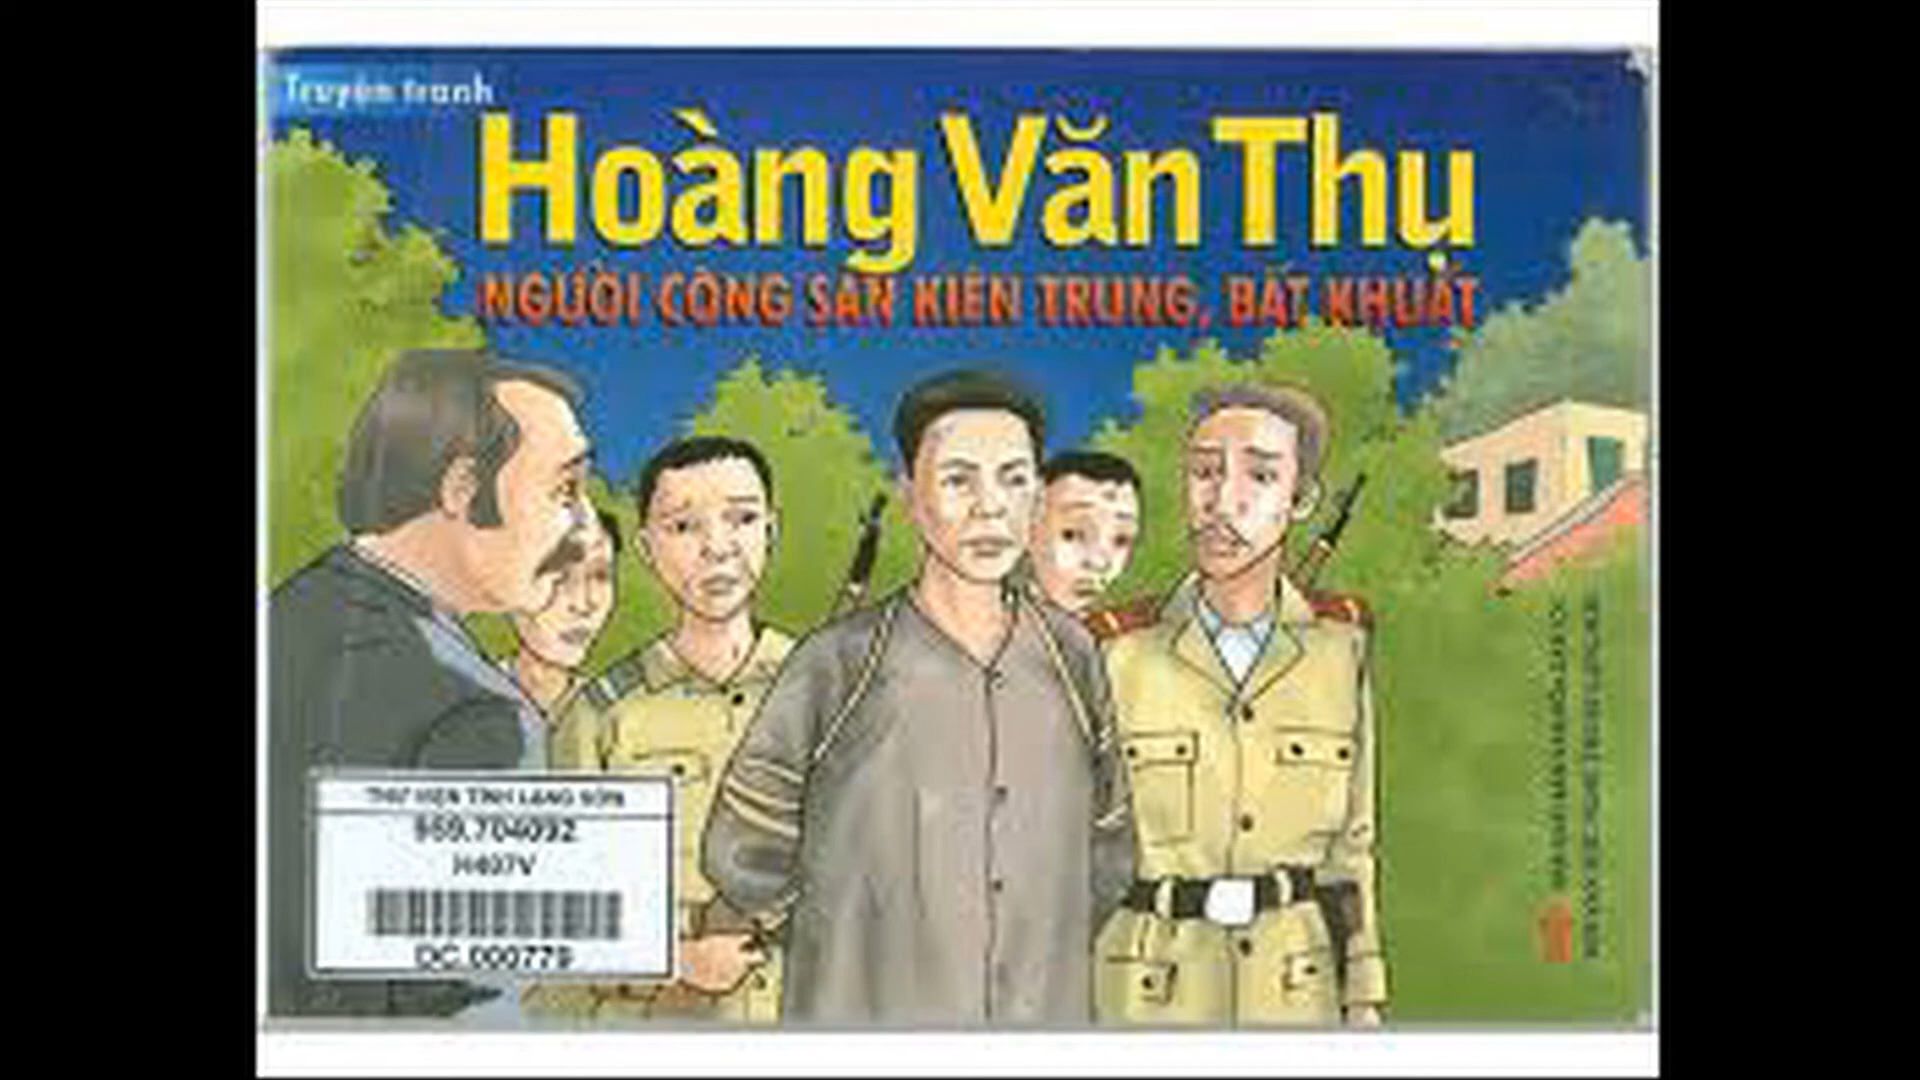 Truyện tranh
Hoàng Văn Thụ
NGƯỜI CỘNG SẢN KIÊN TRUNG, BẤT KHUẤT
THƯ VIỆN TỈNH LẠNG SƠN
959.704092
H407V
DC.000779